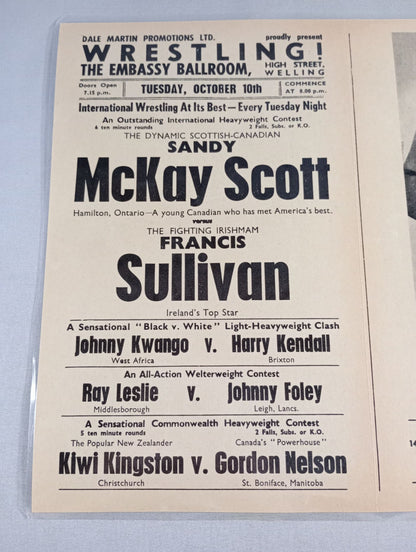 DALE MARTIN PROMOTIONS LTD. proudly present
WRESTLING!
THE EMBASSY BALLROOM, HIGH STREET, WELLING
Doors Open 7.15 p.m. TUESDAY, OCTOBER 10th COMMENCE AT 8.00 p.m.
International Wrestling At Its Best—Every Tuesday Night
An Outstanding International Heavyweight Contest
6 ten minute rounds 2 Falls, Subs. or K.O.
THE DYNAMIC SCOTTISH-CANADIAN
SANDY
McKay Scott
Hamilton, Ontario—A young Canadian who has met America's best.
versus
THE FIGHTING IRISHMAM
FRANCIS
Sullivan
Ireland's Top Star
A Sensational "Black v. White" Light-Heavyweight Clash
Johnny Kwango v. Harry Kendall
West Africa Brixton
An All-Action Welterweight Contest
Ray Leslie v. Johnny Foley
Middlesborough Leigh, Lancs.
A Sensational Commonwealth Heavyweight Contest
5 ten minute rounds 2 Falls, Subs. or K.O.
The Popular New Zealander Canada's "Powerhouse"
Kiwi Kingston v. Gordon Nelson
Christchurch St. Boniface, Manitoba
14